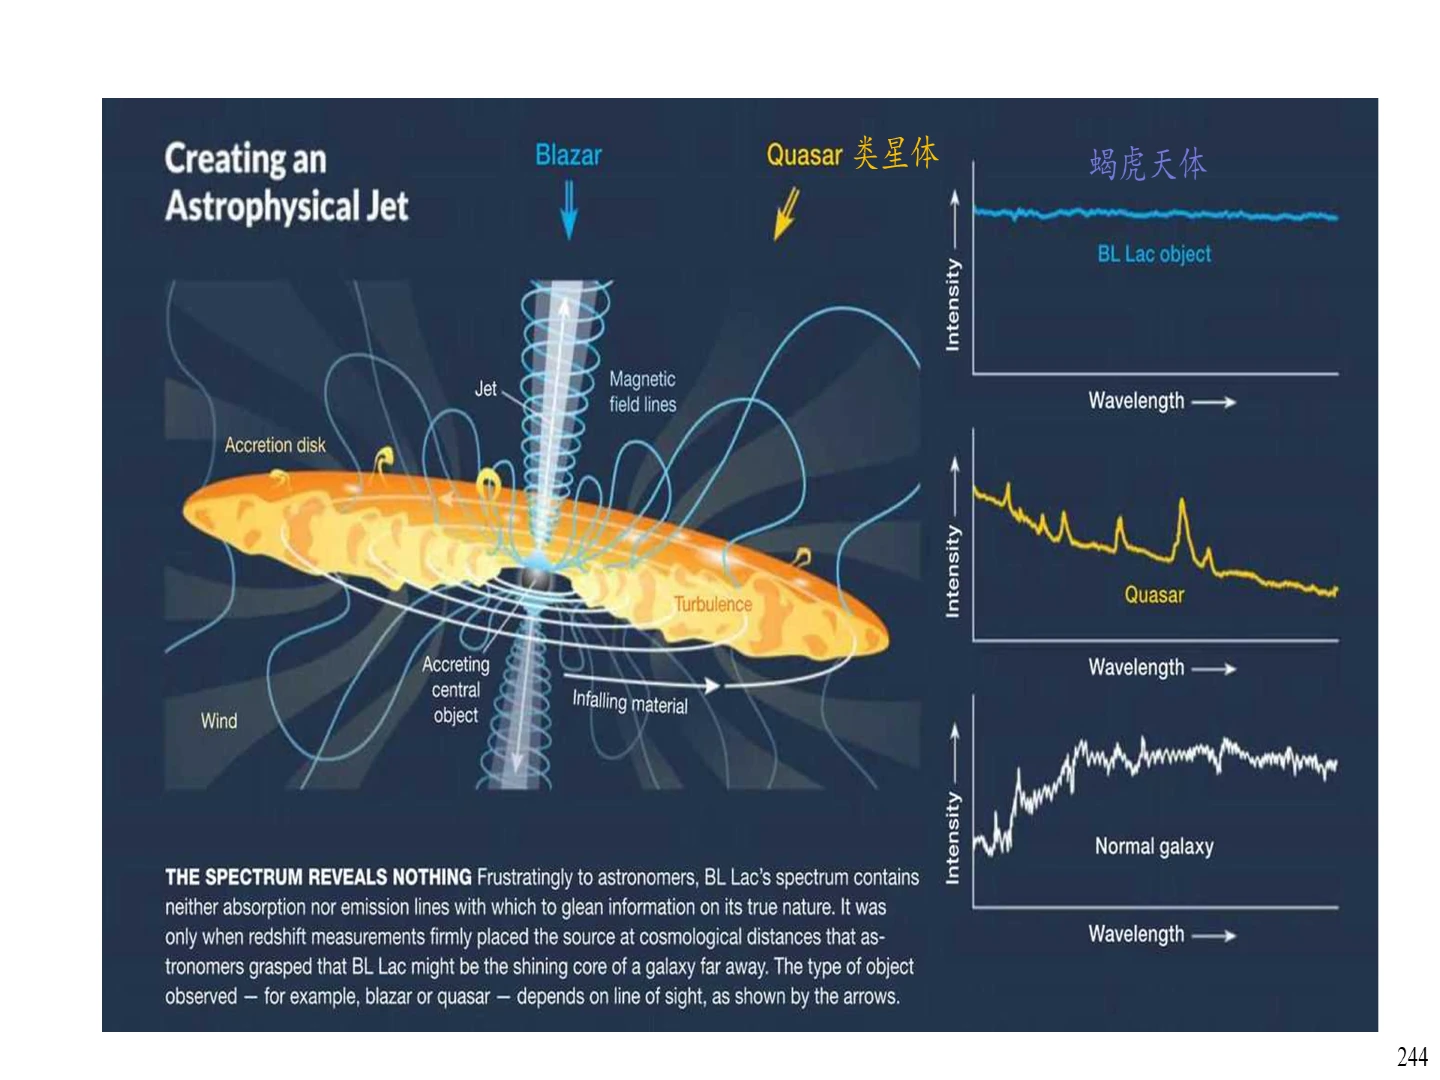 Creating an
Astrophysical Jet
Blazar
Quasar 类星体
Jet
Magnetic
field lines
Accretion disk
Turbulence
Accreting
central
object
Infalling material
Wind
THE SPECTRUM REVEALS NOTHING Frustratingly to astronomers, BL Lac's spectrum contains
neither absorption nor emission lines with which to glean information on its true nature. It was
only when redshift measurements firmly placed the source at cosmological distances that as-
tronomers grasped that BL Lac might be the shining core of a galaxy far away. The type of object
observed — for example, blazar or quasar — depends on line of sight, as shown by the arrows.
蝎虎天体
BL Lac object
Intensity
Wavelength
Intensity
Quasar
Wavelength
Intensity
Normal galaxy
Wavelength
244